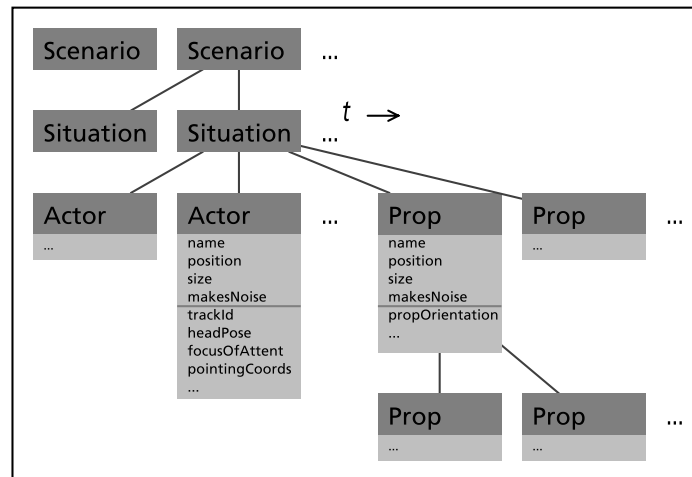 Scenario Scenario ...
t →
Situation Situation ...
Actor Actor ... Prop Prop ...
...
name
position
size
makesNoise
trackId
headPose
focusOfAttent
pointingCoords
...
name
position
size
makesNoise
propOrientation
...
...
Prop Prop ...
...
...